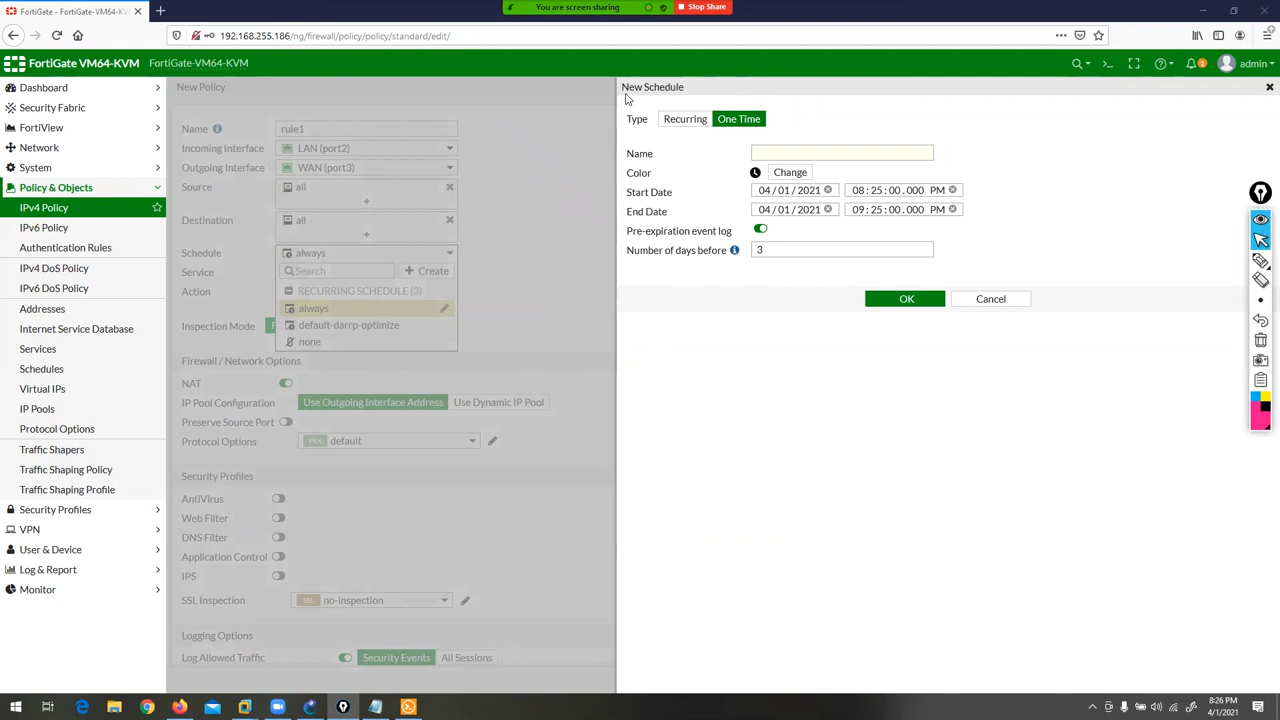 FortiGate - FortiGate-VM64-KVM
You are screen sharing
Stop Share
192.168.255.186/ng/firewall/policy/policy/standard/edit/
FortiGate VM64-KVM
FortiGate-VM64-KVM
1
admin
Dashboard
Security Fabric
FortiView
Network
System
Policy & Objects
IPv4 Policy
IPv6 Policy
Authentication Rules
IPv4 DoS Policy
IPv6 DoS Policy
Addresses
Internet Service Database
Services
Schedules
Virtual IPs
IP Pools
Protocol Options
Traffic Shapers
Traffic Shaping Policy
Traffic Shaping Profile
Security Profiles
VPN
User & Device
Log & Report
Monitor
New Policy
Name rule1
Incoming Interface LAN (port2)
Outgoing Interface WAN (port3)
Source all
+
Destination all
+
Schedule always
Service Search + Create
Action RECURRING SCHEDULE (3)
always
Inspection Mode F default-darrp-optimize
none
Firewall / Network Options
NAT
IP Pool Configuration Use Outgoing Interface Address Use Dynamic IP Pool
Preserve Source Port
Protocol Options default
Security Profiles
AntiVirus
Web Filter
DNS Filter
Application Control
IPS
SSL Inspection SSL no-inspection
Logging Options
Log Allowed Traffic Security Events All Sessions
New Schedule
Type Recurring One Time
Name
Color Change
Start Date 04/01/2021 08:25:00.000 PM
End Date 04/01/2021 09:25:00.000 PM
Pre-expiration event log
Number of days before 3
OK Cancel
8:26 PM
4/1/2021